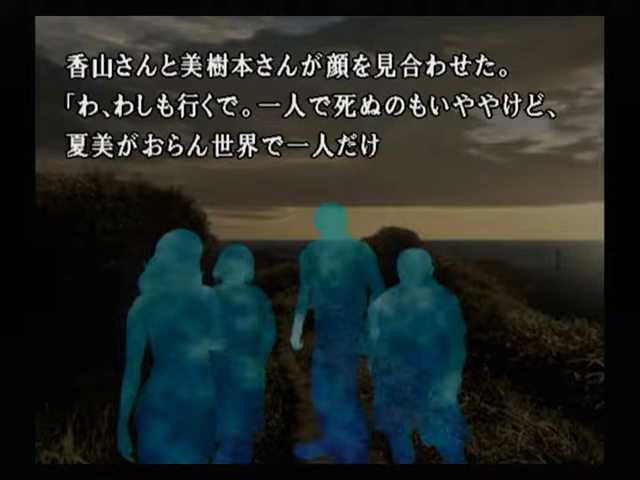 香山さんと美樹本さんが顔を見合わせた。
「わ、わしも行くで。一人で死ぬのもいややけど、
夏美がおらん世界で一人だけ